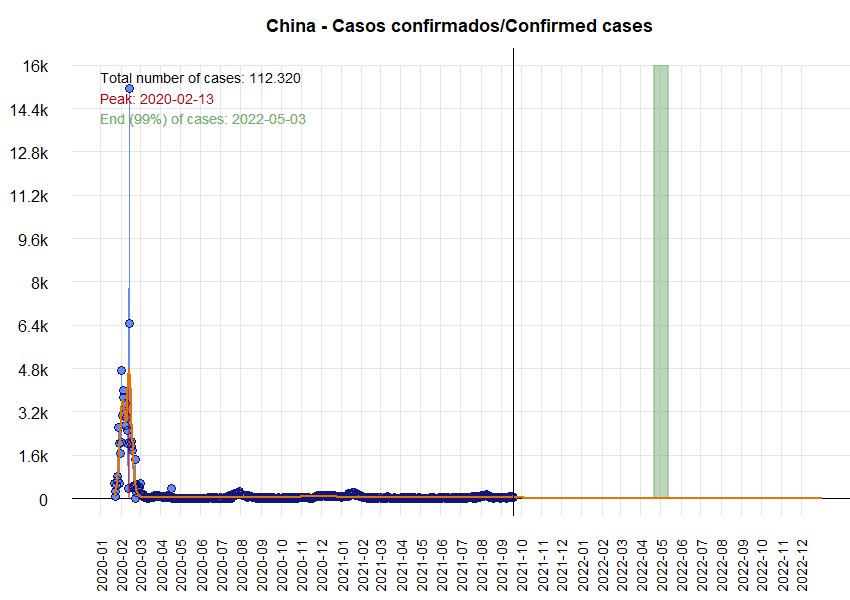 China - Casos confirmados/Confirmed cases
Total number of cases: 112.320
Peak: 2020-02-13
End (99%) of cases: 2022-05-03
16k
14.4k
12.8k
11.2k
9.6k
8k
6.4k
4.8k
3.2k
1.6k
0
2020-01
2020-02
2020-03
2020-04
2020-05
2020-06
2020-07
2020-08
2020-09
2020-10
2020-11
2020-12
2021-01
2021-02
2021-03
2021-04
2021-05
2021-06
2021-07
2021-08
2021-09
2021-10
2021-11
2021-12
2022-01
2022-02
2022-03
2022-04
2022-05
2022-06
2022-07
2022-08
2022-09
2022-10
2022-11
2022-12